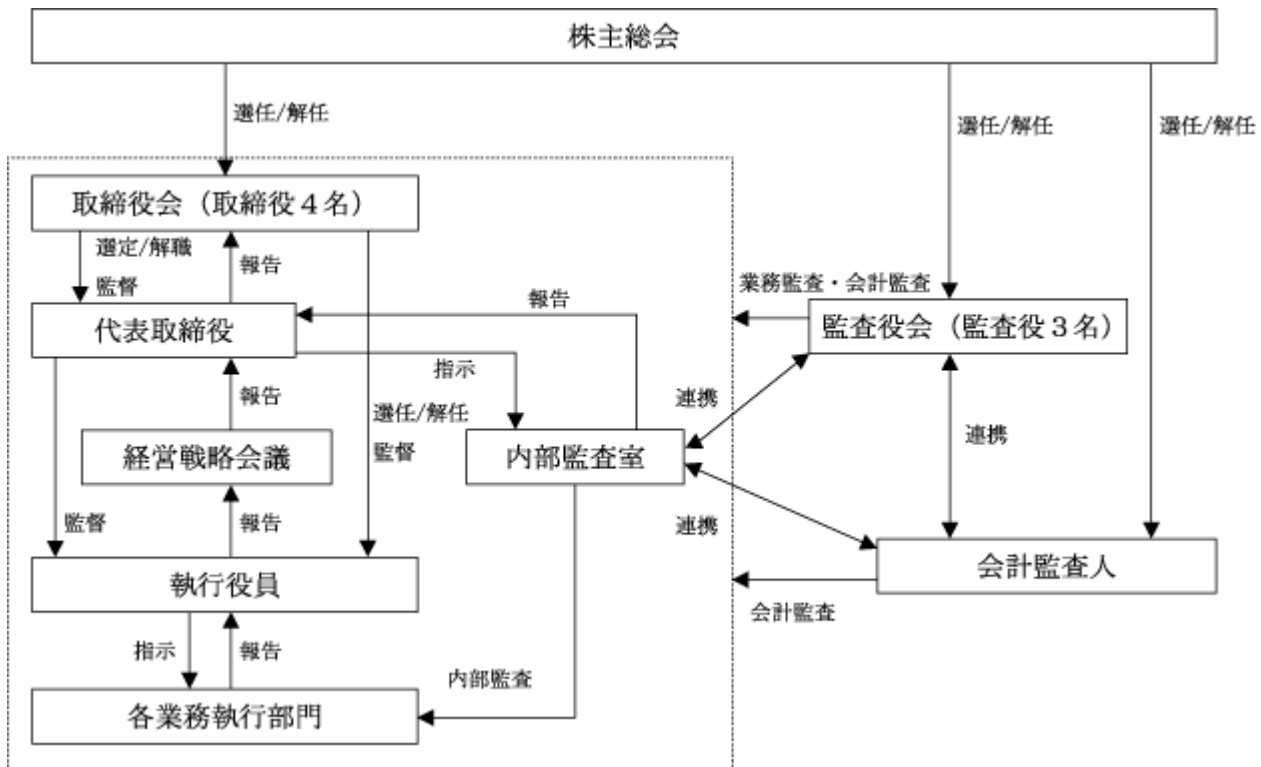 株主総会
選任/解任
選任/解任
選任/解任
取締役会（取締役４名）
選定/解職
監督
報告
業務監査・会計監査
報告
代表取締役
監査役会（監査役３名）
指示
報告
選任/解任
監督
連携
連携
経営戦略会議
内部監査室
監督
報告
連携
執行役員
会計監査人
会計監査
指示
報告
内部監査
各業務執行部門